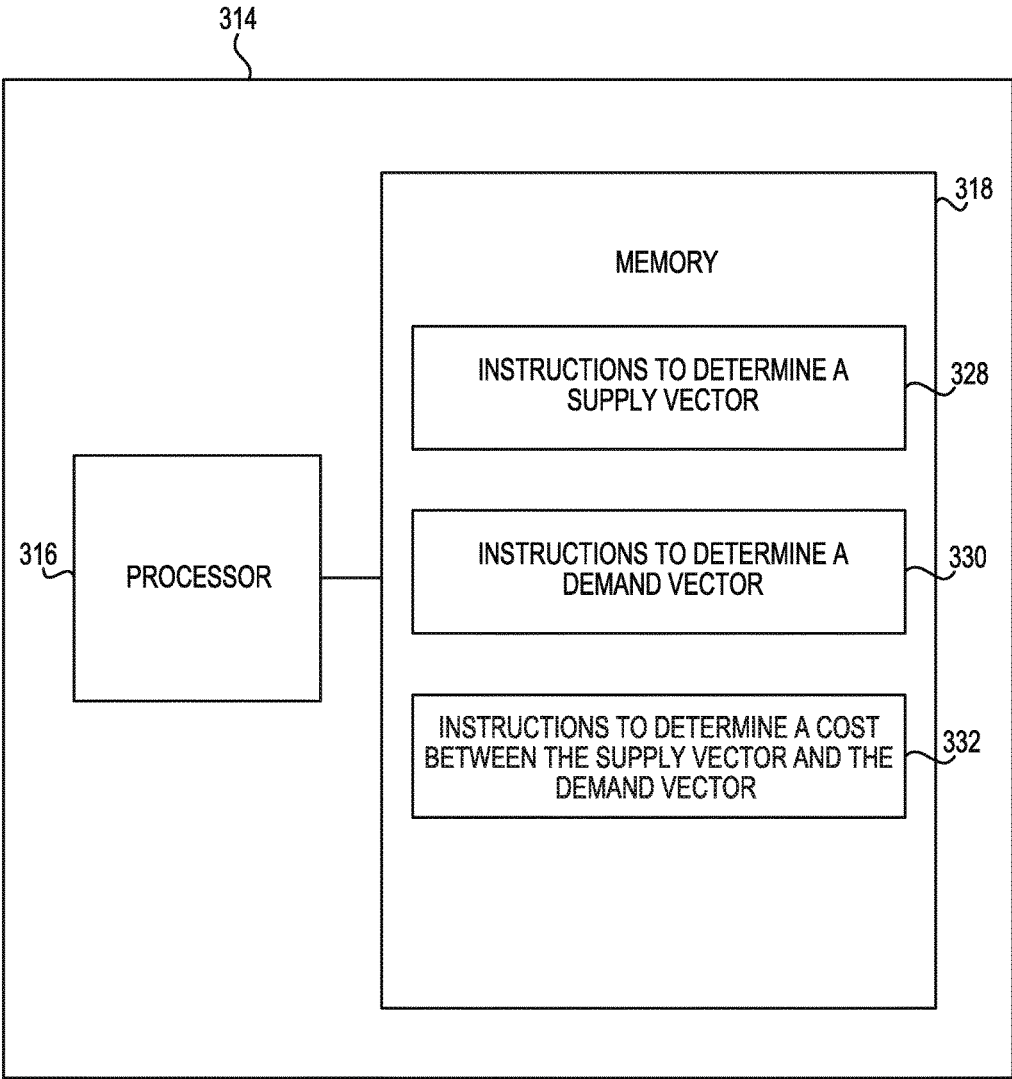 314
318
MEMORY
INSTRUCTIONS TO DETERMINE A
SUPPLY VECTOR
328
316
PROCESSOR
INSTRUCTIONS TO DETERMINE A
DEMAND VECTOR
330
INSTRUCTIONS TO DETERMINE A COST
BETWEEN THE SUPPLY VECTOR AND THE
DEMAND VECTOR
332